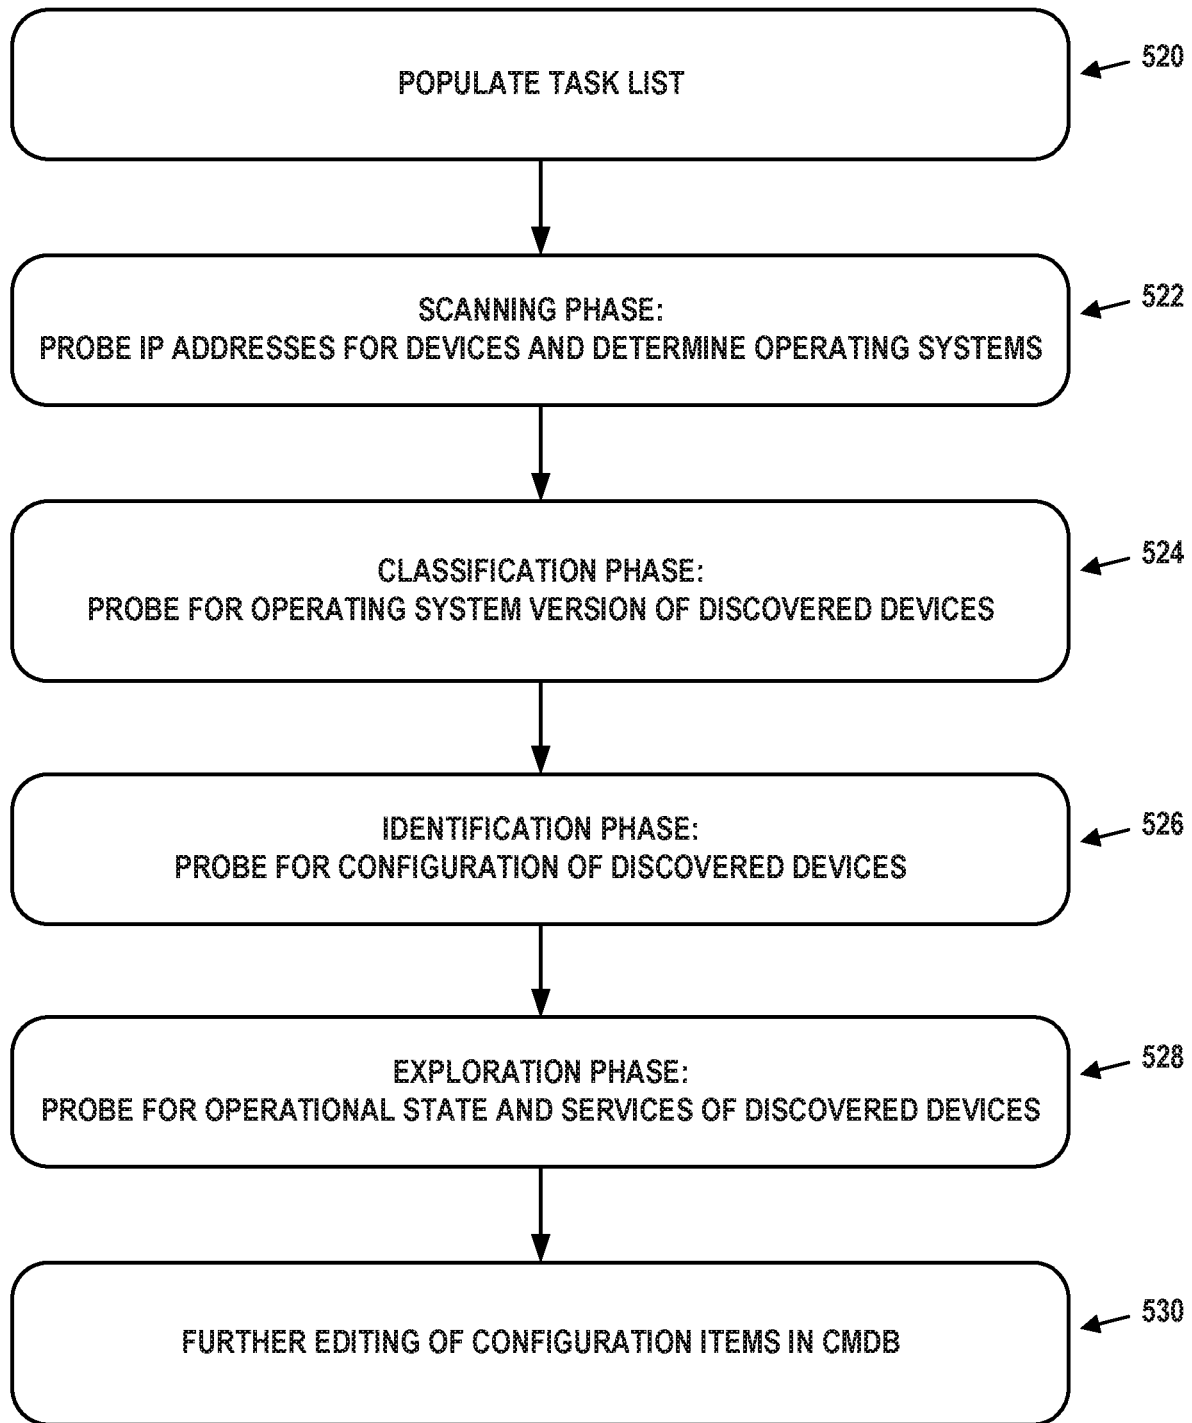 POPULATE TASK LIST
520
SCANNING PHASE:
PROBE IP ADDRESSES FOR DEVICES AND DETERMINE OPERATING SYSTEMS
522
CLASSIFICATION PHASE:
PROBE FOR OPERATING SYSTEM VERSION OF DISCOVERED DEVICES
524
IDENTIFICATION PHASE:
PROBE FOR CONFIGURATION OF DISCOVERED DEVICES
526
EXPLORATION PHASE:
PROBE FOR OPERATIONAL STATE AND SERVICES OF DISCOVERED DEVICES
528
FURTHER EDITING OF CONFIGURATION ITEMS IN CMDB
530